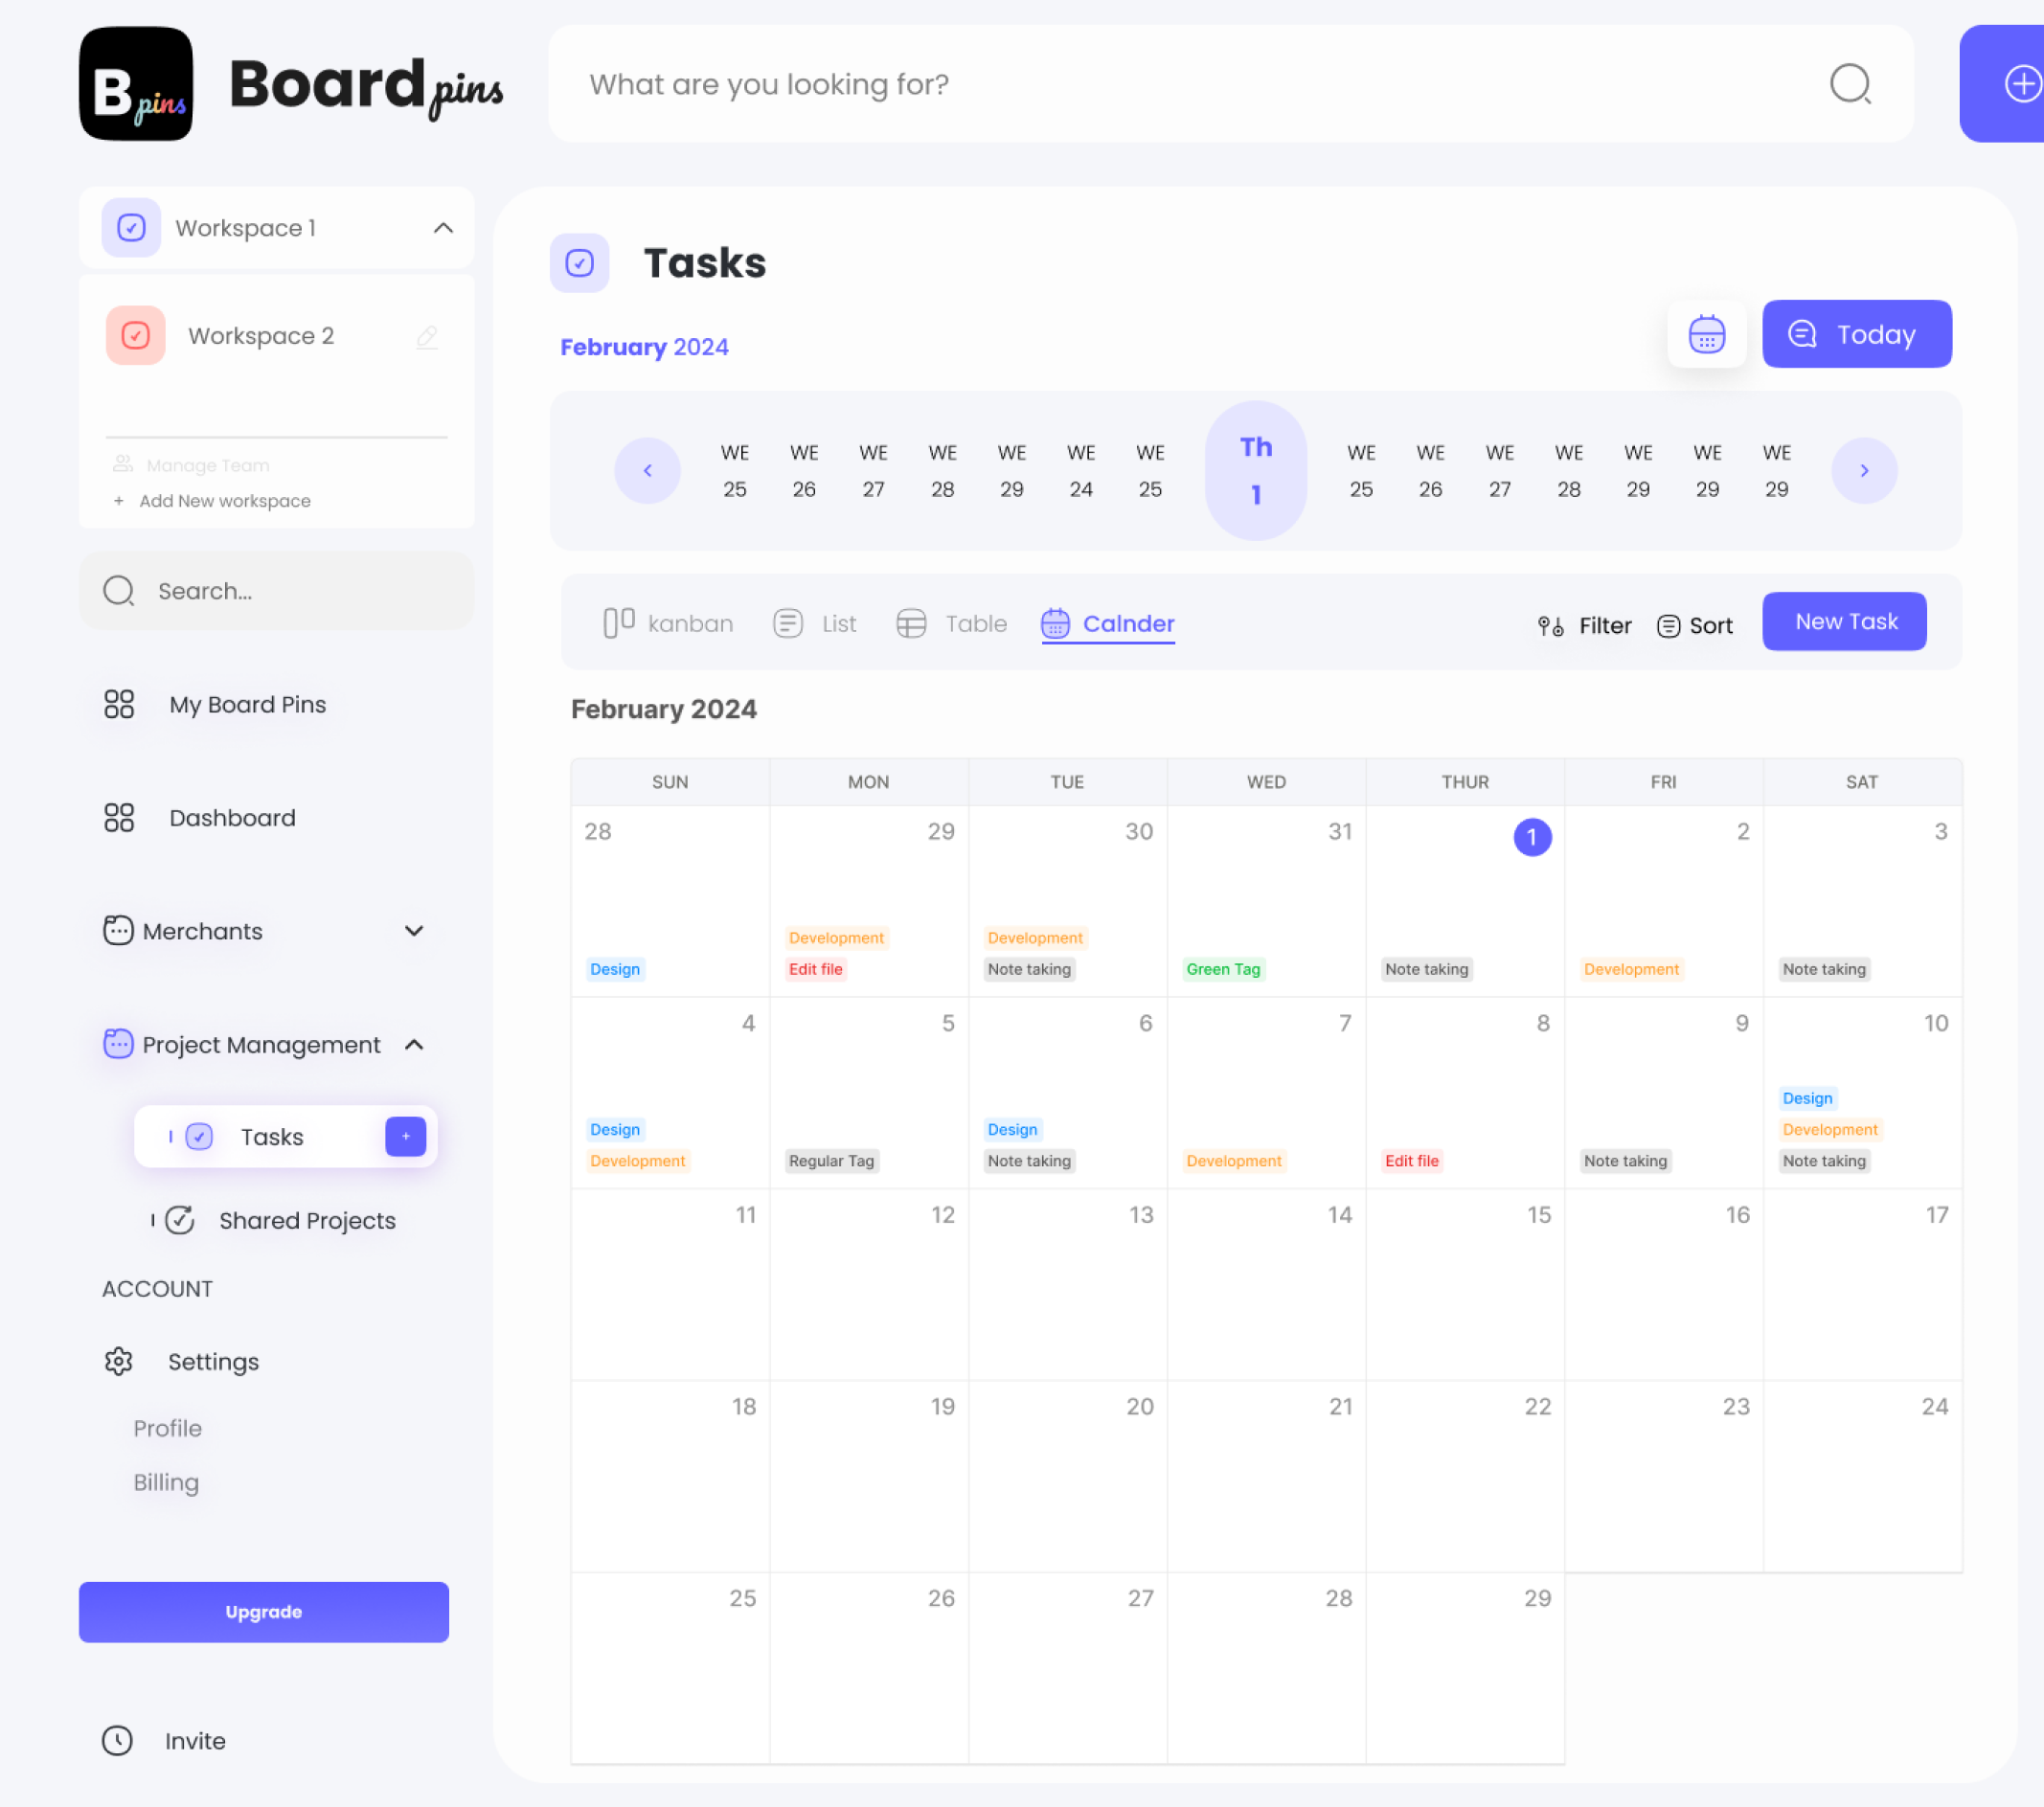 B pins
Board pins
What are you looking for?
Workspace 1
Workspace 2
Manage Team
+ Add New workspace
Search...
My Board Pins
Dashboard
Merchants
Project Management
Tasks
+
Shared Projects
ACCOUNT
Settings
Profile
Billing
Upgrade
Invite
Tasks
February 2024
Today
WE WE WE WE WE WE WE Th WE WE WE WE WE WE WE
25 26 27 28 29 24 25 1 25 26 27 28 29 29 29
kanban List Table Calnder Filter Sort New Task
February 2024
SUN MON TUE WED THUR FRI SAT
28 29 30 31 1 2 3
Development Development
Design Edit file Note taking Green Tag Note taking Development Note taking
4 5 6 7 8 9 10
Design
Design Design Development
Development Regular Tag Note taking Development Edit file Note taking Note taking
11 12 13 14 15 16 17
18 19 20 21 22 23 24
25 26 27 28 29